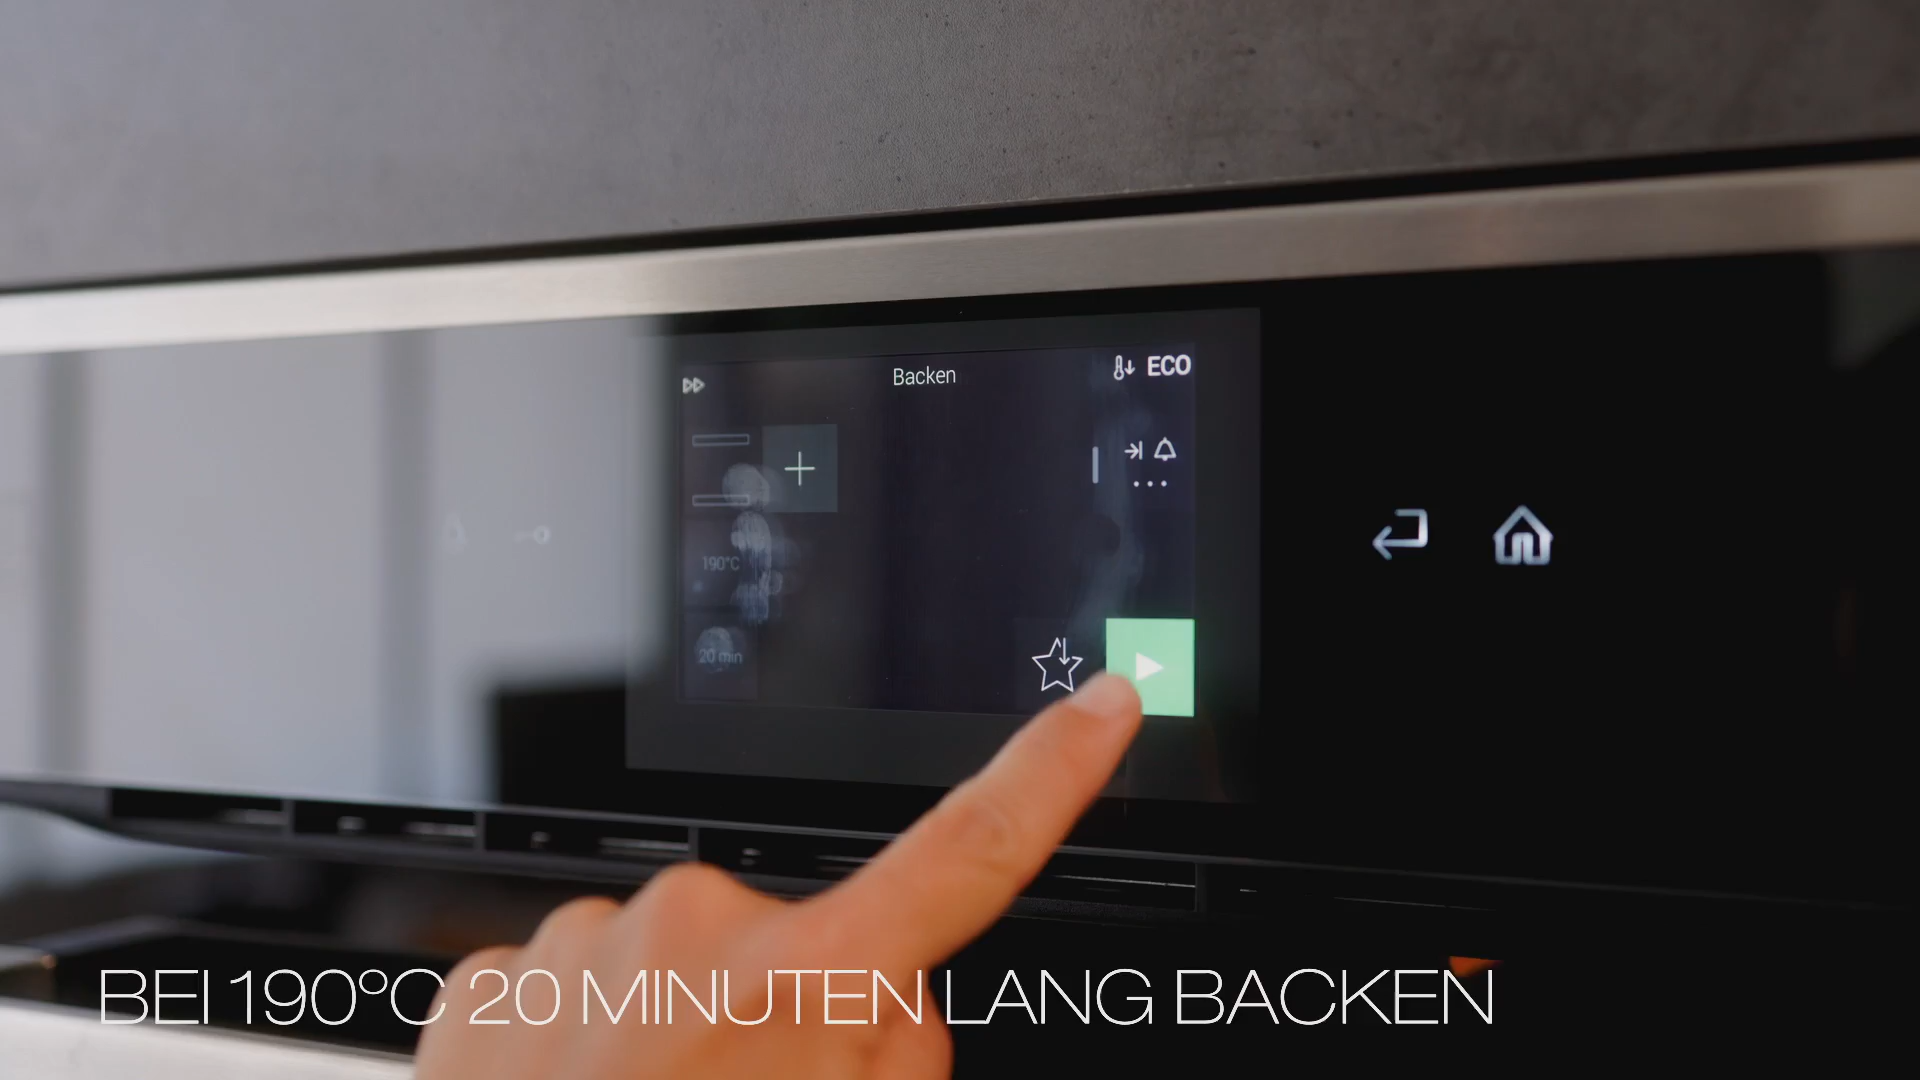 Backen
ECO
190°C
20 min
BEI 190°C 20 MINUTEN LANG BACKEN